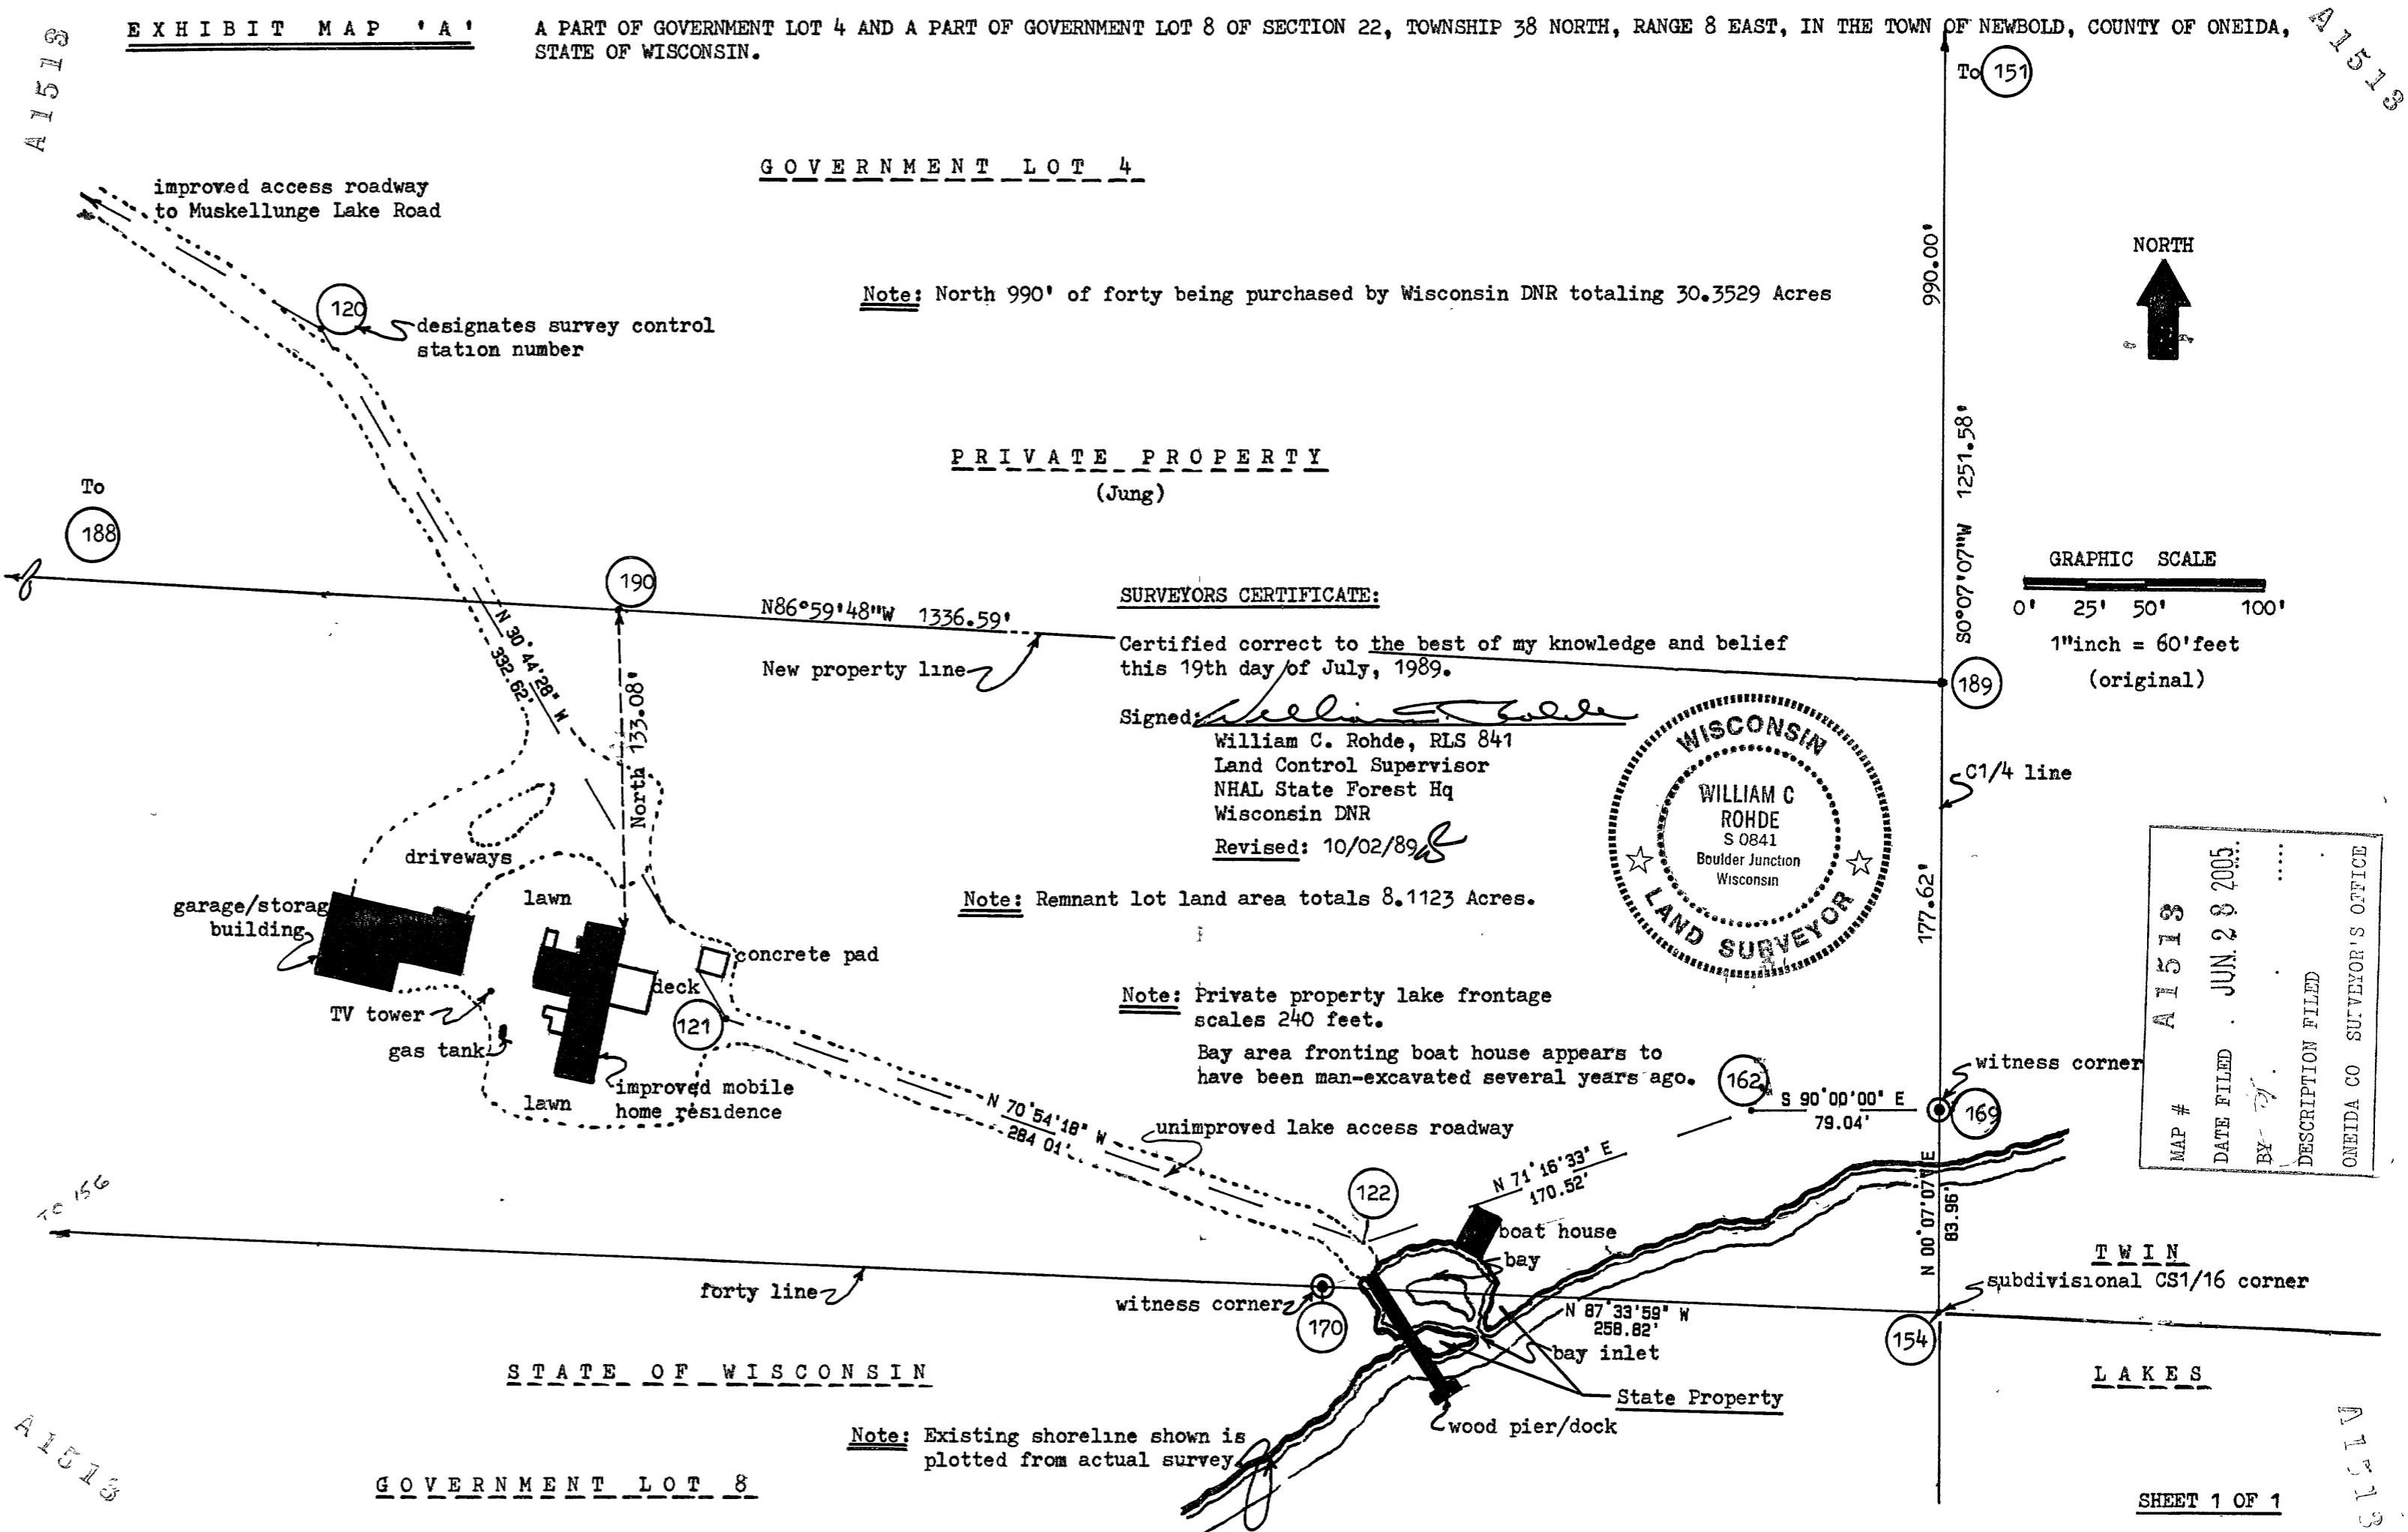 EXHIBIT MAP 'A'
A PART OF GOVERNMENT LOT 4 AND A PART OF GOVERNMENT LOT 8 OF SECTION 22, TOWNSHIP 38 NORTH, RANGE 8 EAST, IN THE TOWN OF NEWBOLD, COUNTY OF ONEIDA,
STATE OF WISCONSIN.
A1513
A1513
To 151
GOVERNMENT LOT 4
improved access roadway
to Muskellunge Lake Road
990.00'
NORTH
Note: North 990' of forty being purchased by Wisconsin DNR totaling 30.3529 Acres
120
designates survey control
station number
PRIVATE PROPERTY
(Jung)
S0°07'07"W 1251.58'
To
188
190
N86°59'48"W 1336.59'
New property line
N 30°44'28" W
332.62'
North 133.08'
GRAPHIC SCALE
0' 25' 50' 100'
1"inch = 60'feet
(original)
SURVEYORS CERTIFICATE:
Certified correct to the best of my knowledge and belief
this 19th day of July, 1989.
Signed:
William C. Rohde, RLS 841
Land Control Supervisor
NHAL State Forest Hq
Wisconsin DNR
Revised: 10/02/89
189
WISCONSIN
WILLIAM C
ROHDE
S 0841
Boulder Junction
Wisconsin
LAND SURVEYOR
C1/4 line
177.62'
driveways
lawn
garage/storag
building
Note: Remnant lot land area totals 8.1123 Acres.
concrete pad
deck
TV tower
121
gas tank
improved mobile
home residence
lawn
Note: Private property lake frontage
scales 240 feet.
Bay area fronting boat house appears to
have been man-excavated several years ago.
162
S 90°00'00" E
79.04'
witness corner
169
MAP # A1513
DATE FILED JUN. 28 2005
BY
DESCRIPTION FILED
ONEIDA CO SURVEYOR'S OFFICE
N 70°54'18" W
284 01'
unimproved lake access roadway
N 71°16'33" E
170.52'
122
boat house
bay
N 00°07'07" E
83.96'
TO 156
forty line
witness corner
170
N 87°33'59" W
258.82'
TWIN
subdivisional CS1/16 corner
154
bay inlet
LAKES
State Property
wood pier/dock
STATE OF WISCONSIN
Note: Existing shoreline shown is
plotted from actual survey
GOVERNMENT LOT 8
A1513
A1513
SHEET 1 OF 1